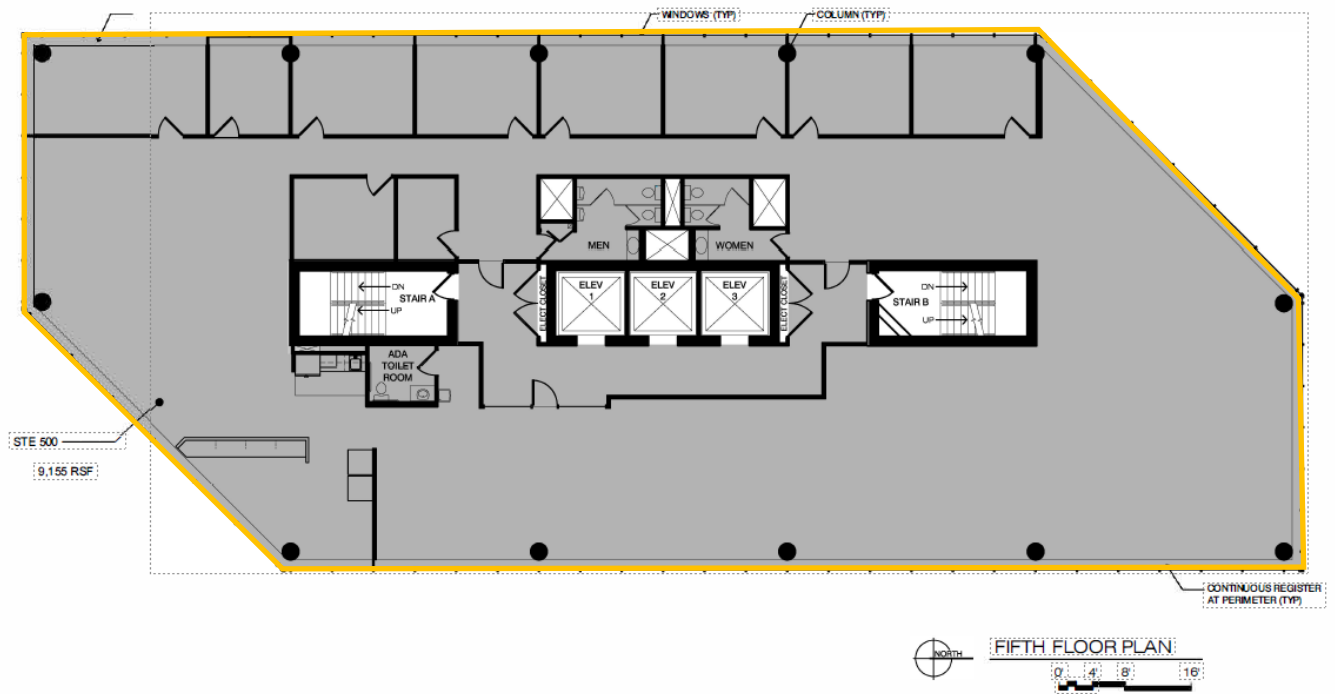 WINDOWS (TYP)
COLUMN (TYP)
MEN
WOMEN
DN
STAIR A
UP
ELECT CLOSET
ELEV
1
ELEV
2
ELEV
3
ELECT CLOSET
DN
STAIR B
UP
ADA
TOILET
ROOM
STE 500
9,155 RSF
CONTINUOUS REGISTER
AT PERIMETER (TYP)
NORTH
FIFTH FLOOR PLAN
0' 4' 8' 16'